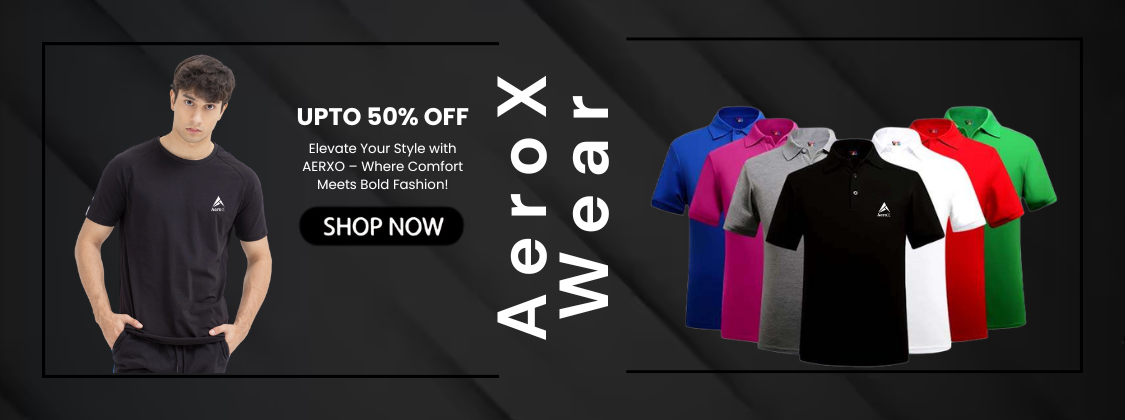 UPTO 50% OFF
Elevate Your Style with
AERXO – Where Comfort
Meets Bold Fashion!
SHOP NOW
AeroX
Wear